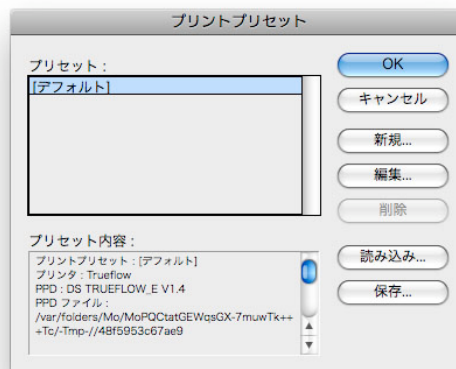 プリントプリセット
プリセット :
[デフォルト]
OK
キャンセル
新規...
編集...
削除
読み込み...
保存...
プリセット内容 :
プリントプリセット : [デフォルト]
プリンタ : Trueflow
PPD : DS TRUEFLOW_E V1.4
PPD ファイル :
/var/folders/Mo/MoPQCtatGEWqsGX-7muwTk++
+Tc/-Tmp-//48f5953c67ae9